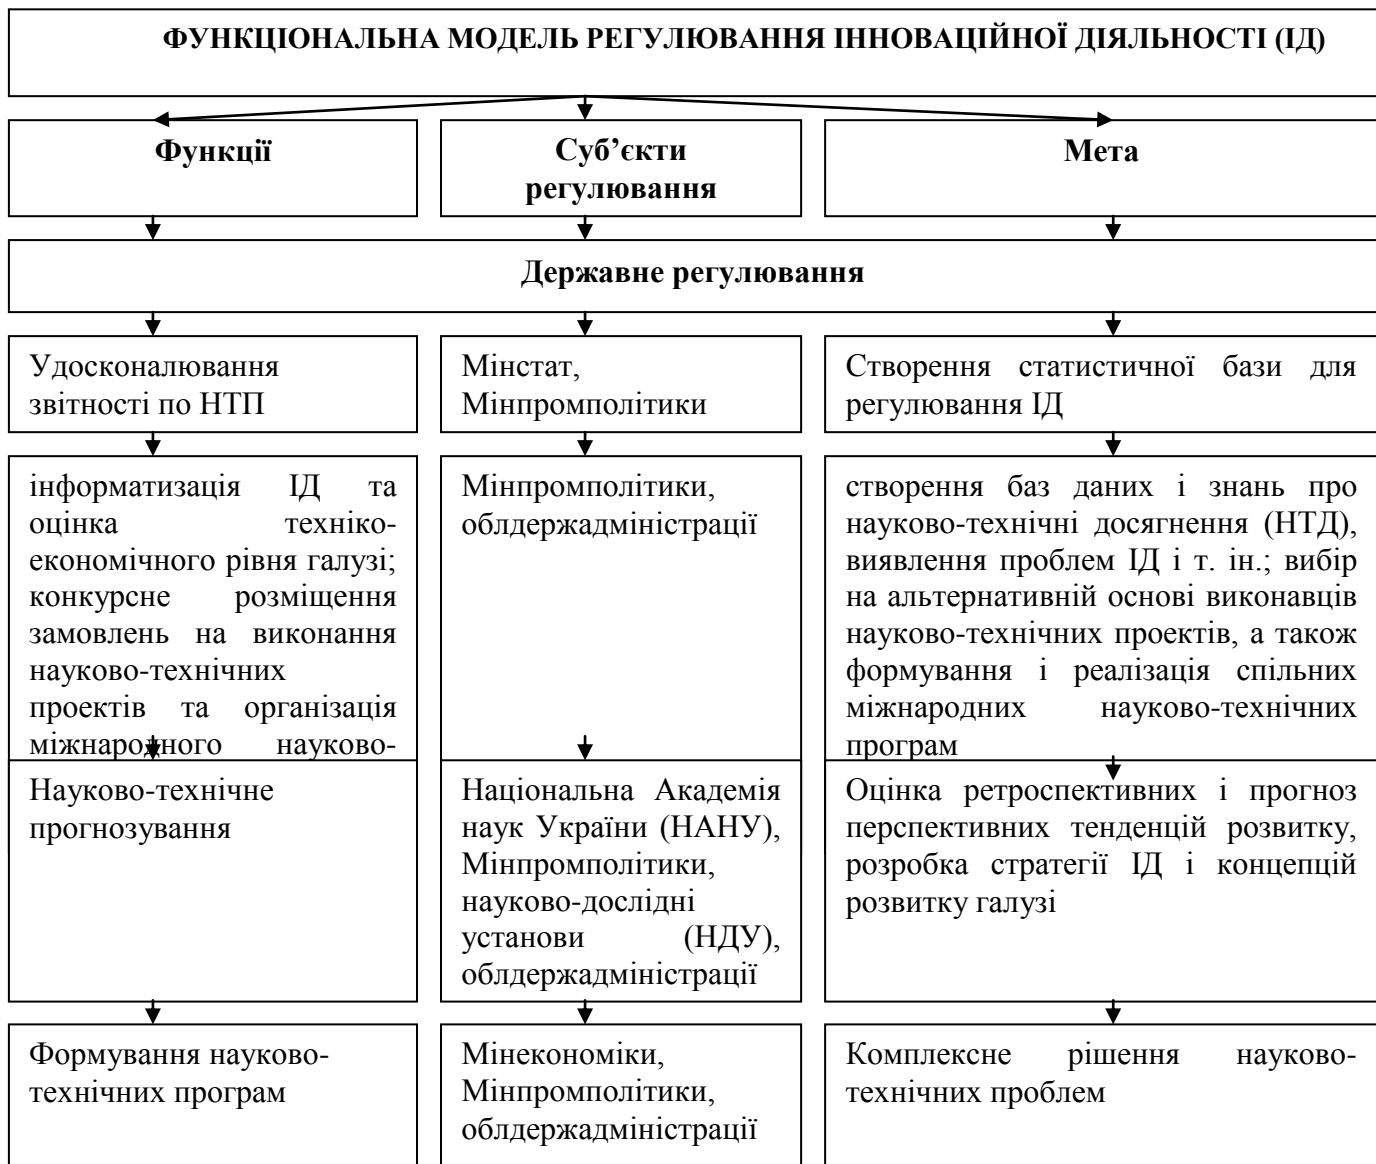 ФУНКЦІОНАЛЬНА МОДЕЛЬ РЕГУЛЮВАННЯ ІННОВАЦІЙНОЇ ДІЯЛЬНОСТІ (ІД)
Функції
Суб’єкти
регулювання
Мета
Державне регулювання
Удосконалювання
звітності по НТП
Мінстат,
Мінпромполітики
Створення статистичної бази для
регулювання ІД
інформатизація ІД та
оцінка техніко-
економічного рівня галузі;
конкурсне розміщення
замовлень на виконання
науково-технічних
проектів та організація
міжнародного науково-
Мінпромполітики,
облдержадміністрації
створення баз даних і знань про
науково-технічні досягнення (НТД),
виявлення проблем ІД і т. ін.; вибір
на альтернативній основі виконавців
науково-технічних проектів, а також
формування і реалізація спільних
міжнародних науково-технічних
програм
Науково-технічне
прогнозування
Національна Академія
наук України (НАНУ),
Мінпромполітики,
науково-дослідні
установи (НДУ),
облдержадміністрації
Оцінка ретроспективних і прогноз
перспективних тенденцій розвитку,
розробка стратегії ІД і концепцій
розвитку галузі
Формування науково-
технічних програм
Мінекономіки,
Мінпромполітики,
облдержадміністрації
Комплексне рішення науково-
технічних проблем